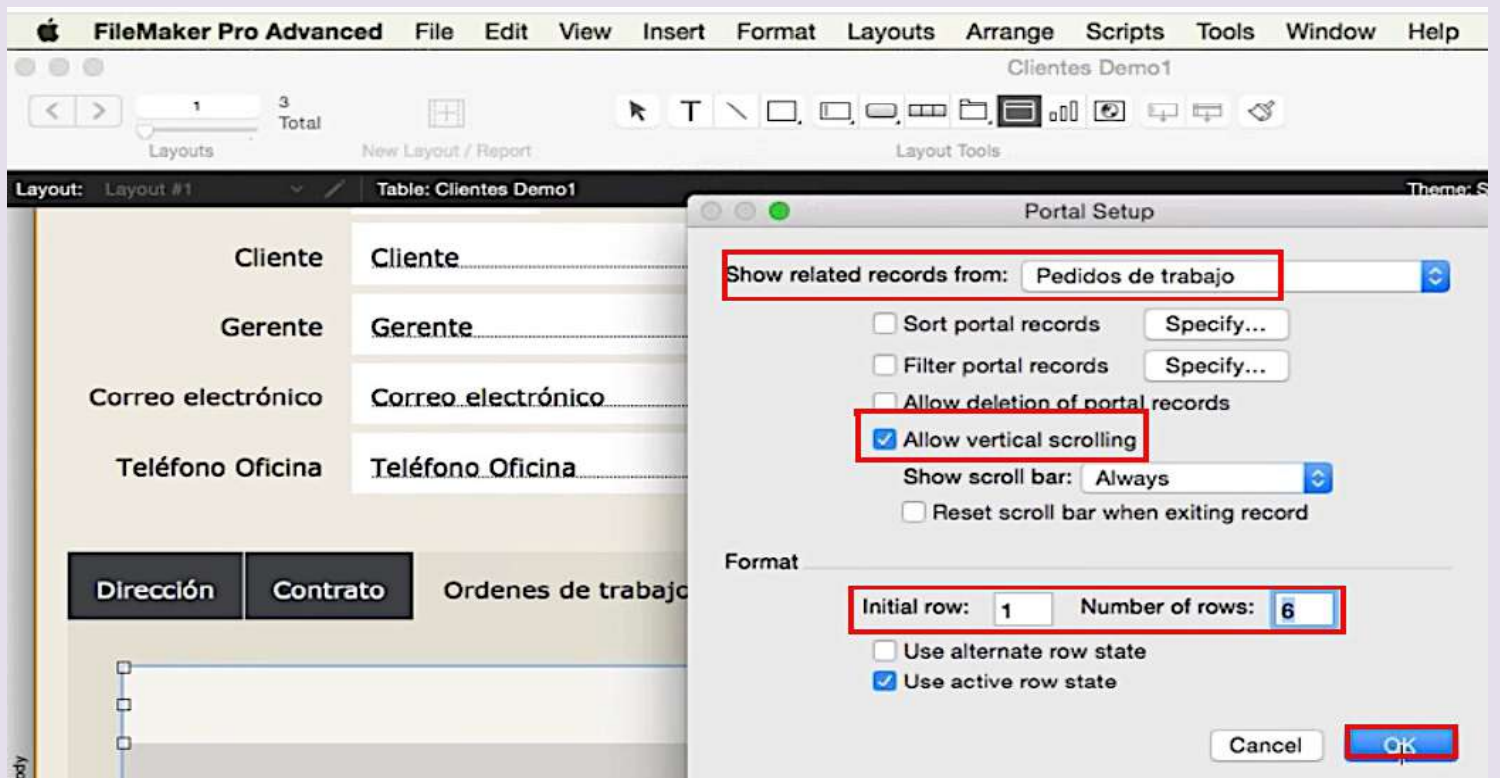 FileMaker Pro Advanced File Edit View Insert Format Layouts Arrange Scripts Tools Window Help
Clientes Demo1
1 3 Total
T
Layouts New Layout / Report Layout Tools
Layout: Layout #1 Table: Clientes Demo1 Theme: S
Portal Setup
Cliente Cliente
Show related records from: Pedidos de trabajo
Sort portal records Specify...
Gerente Gerente
Filter portal records Specify...
Correo electrónico Correo electrónico
Allow deletion of portal records
Allow vertical scrolling
Teléfono Oficina Teléfono Oficina
Show scroll bar: Always
Reset scroll bar when exiting record
Format
Dirección Contrato Ordenes de trabajo
Initial row: 1 Number of rows: 6
Use alternate row state
Use active row state
Cancel OK